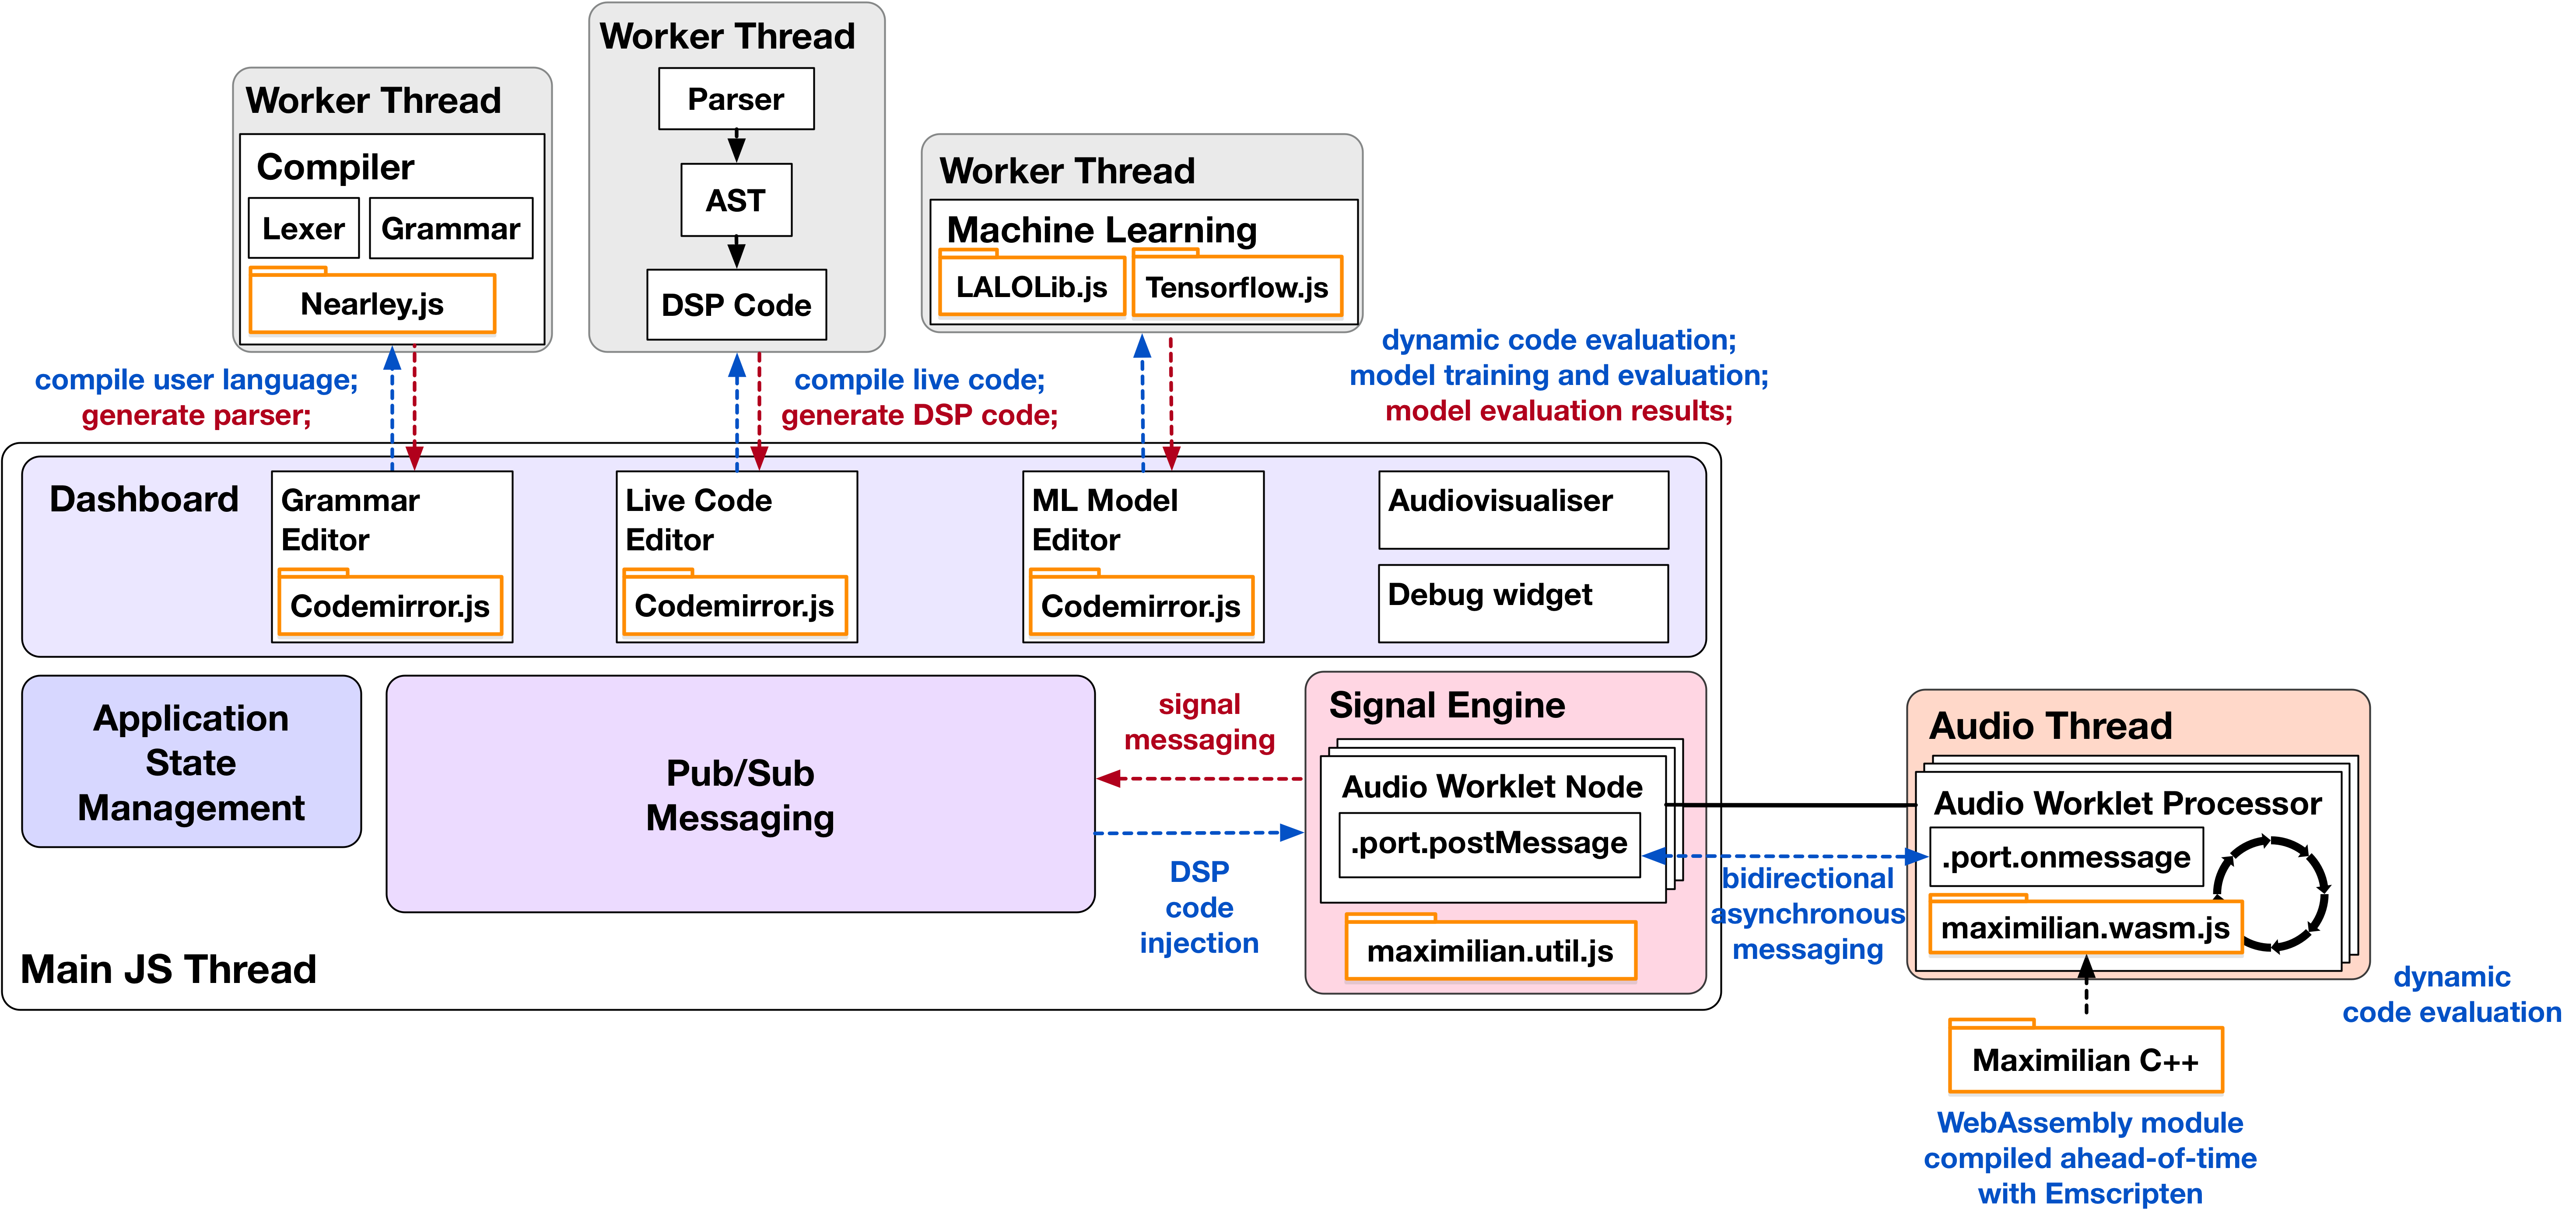 Worker Thread
Compiler
Lexer
Grammar
Nearley.js
Worker Thread
Parser
AST
DSP Code
Worker Thread
Machine Learning
LALOLib.js
Tensorflow.js
compile user language;
generate parser;
compile live code;
generate DSP code;
dynamic code evaluation;
model training and evaluation;
model evaluation results;
Dashboard
Grammar
Editor
Codemirror.js
Live Code
Editor
Codemirror.js
ML Model
Editor
Codemirror.js
Audiovisualiser
Debug widget
Application
State
Management
Pub/Sub
Messaging
signal
messaging
DSP
code
injection
Signal Engine
Audio Worklet Node
.port.postMessage
maximilian.util.js
Main JS Thread
bidirectional
asynchronous
messaging
Audio Thread
Audio Worklet Processor
.port.onmessage
maximilian.wasm.js
dynamic
code evaluation
Maximilian C++
WebAssembly module
compiled ahead-of-time
with Emscripten